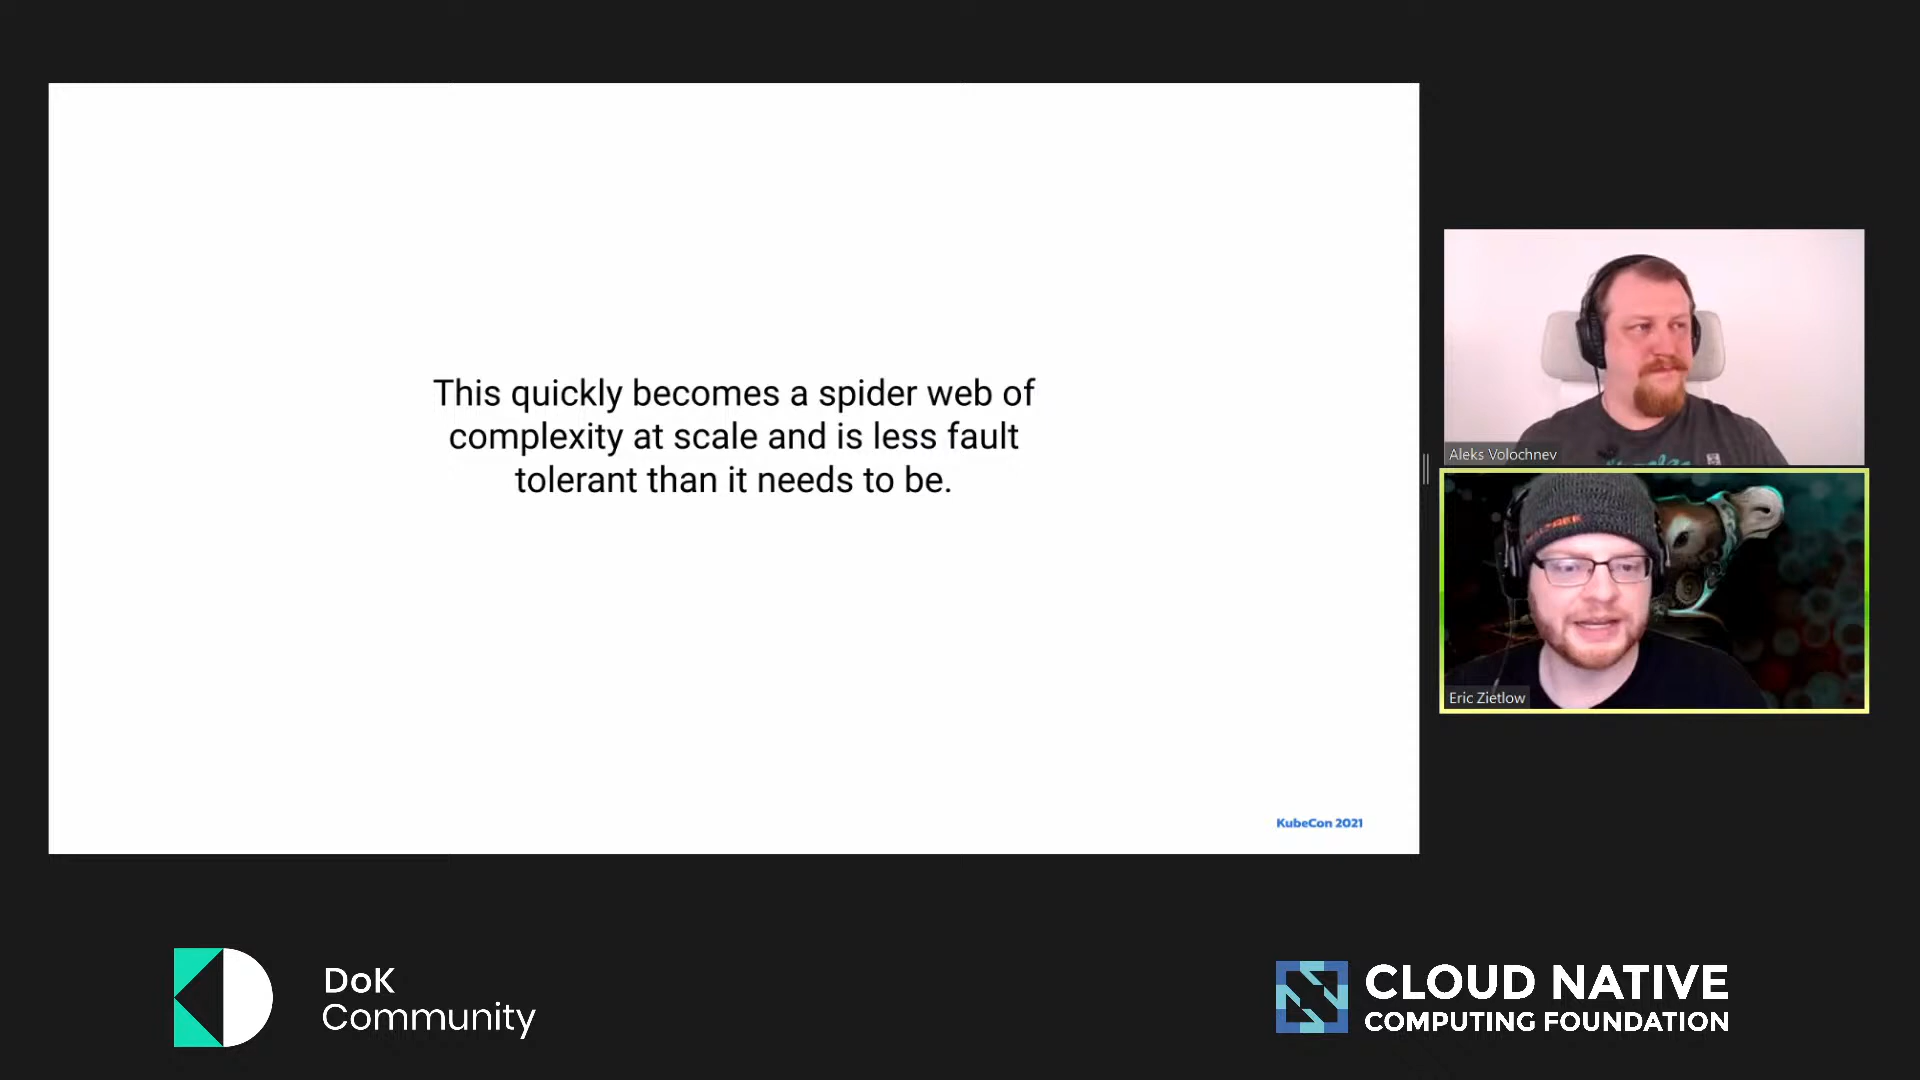 This quickly becomes a spider web of
complexity at scale and is less fault
tolerant than it needs to be.
KubeCon 2021
Aleks Volochnev
Eric Zietlow
DoK
Community
CLOUD NATIVE
COMPUTING FOUNDATION